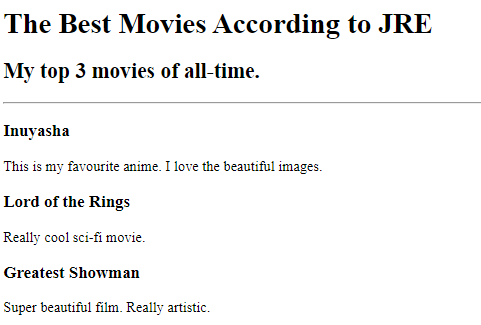 The Best Movies According to JRE
My top 3 movies of all-time.
Inuyasha
This is my favourite anime. I love the beautiful images.
Lord of the Rings
Really cool sci-fi movie.
Greatest Showman
Super beautiful film. Really artistic.